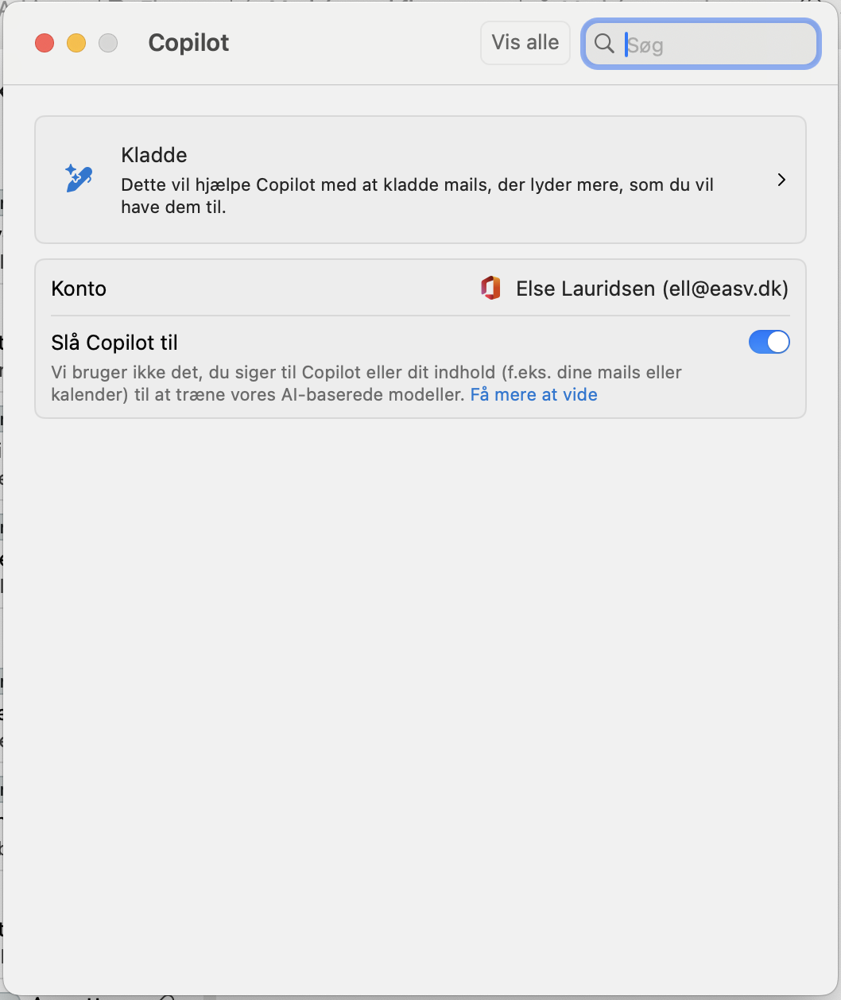 Copilot
Vis alle
Søg
Kladde
Dette vil hjælpe Copilot med at kladde mails, der lyder mere, som du vil
have dem til.
Konto
Else Lauridsen (ell@easv.dk)
Slå Copilot til
Vi bruger ikke det, du siger til Copilot eller dit indhold (f.eks. dine mails eller
kalender) til at træne vores AI-baserede modeller. Få mere at vide